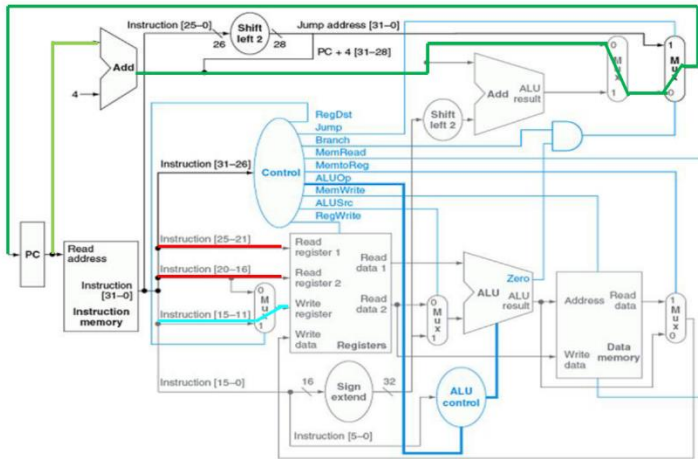 Instruction [25–0]
Shift
left 2
Jump address [31–0]
26
28
PC + 4 [31–28]
Add
4
0
M
u
x
1
1
M
u
x
0
Add
ALU
result
Shift
left 2
RegDst
Jump
Branch
MemRead
MemtoReg
ALUOp
MemWrite
ALUSrc
RegWrite
Control
Instruction [31–26]
PC
Read
address
Instruction
[31–0]
Instruction
memory
Instruction [25–21]
Instruction [20–16]
Instruction [15–11]
0
M
u
x
1
Read
register 1
Read
register 2
Write
register
Write
data
Read
data 1
Read
data 2
Registers
0
M
u
x
1
Zero
ALU
ALU
result
Address
Read
data
Write
data
Data
memory
1
M
u
x
0
Instruction [15–0]
16
Sign
extend
32
ALU
control
Instruction [5–0]